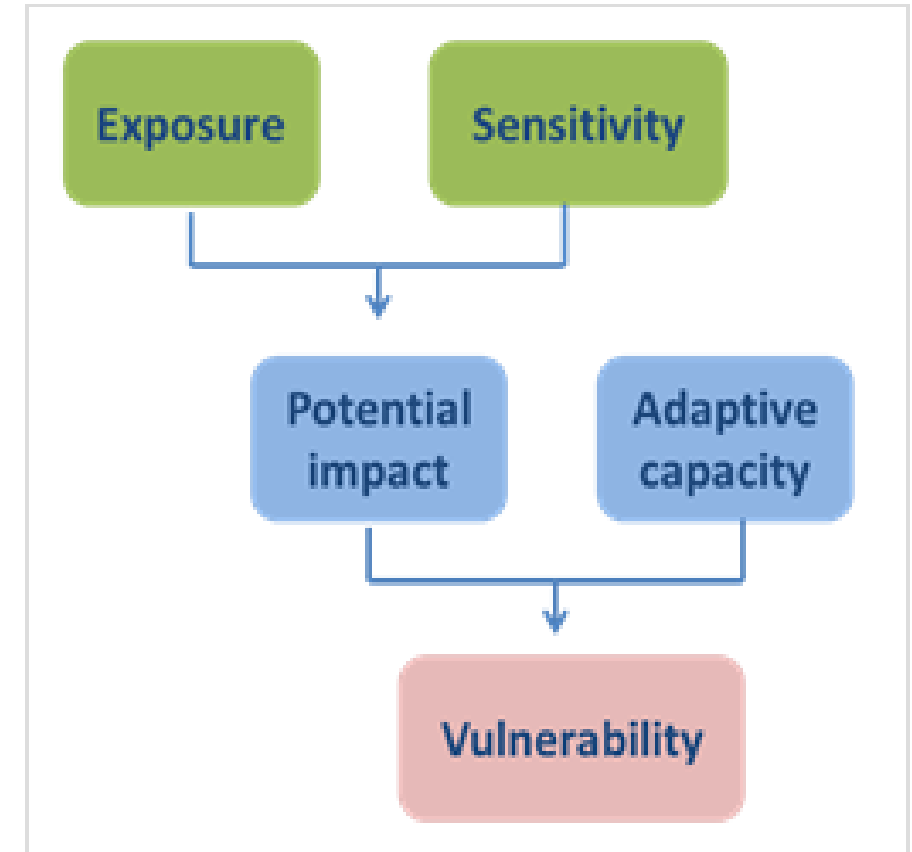 Exposure
Sensitivity
Potential
impact
Adaptive
capacity
Vulnerability